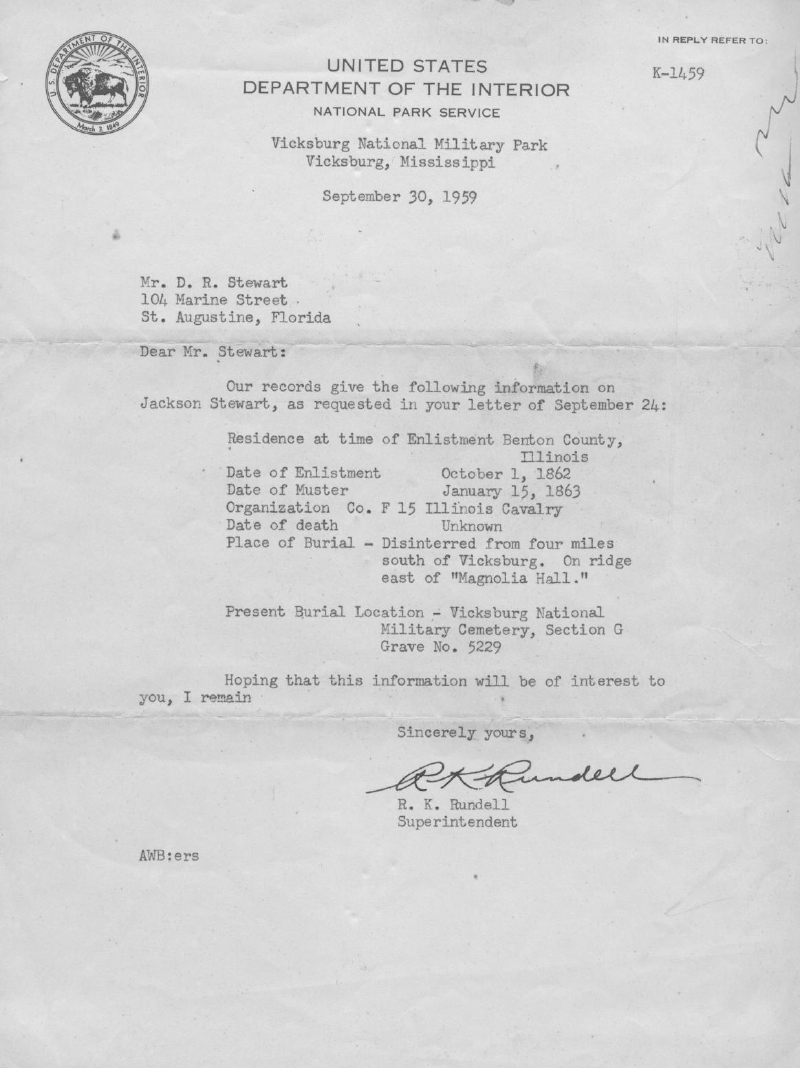 U. S. DEPARTMENT OF THE INTERIOR
March 3, 1849
IN REPLY REFER TO:
UNITED STATES
DEPARTMENT OF THE INTERIOR
NATIONAL PARK SERVICE
K-1459
Vicksburg National Military Park
Vicksburg, Mississippi
September 30, 1959
Mr. D. R. Stewart
104 Marine Street
St. Augustine, Florida
Dear Mr. Stewart:
Our records give the following information on
Jackson Stewart, as requested in your letter of September 24:
Residence at time of Enlistment Benton County,
Illinois
Date of Enlistment October 1, 1862
Date of Muster January 15, 1863
Organization Co. F 15 Illinois Cavalry
Date of death Unknown
Place of Burial - Disinterred from four miles
south of Vicksburg. On ridge
east of "Magnolia Hall."
Present Burial Location - Vicksburg National
Military Cemetery, Section G
Grave No. 5229
Hoping that this information will be of interest to
you, I remain
Sincerely yours,
R K Rundell
R. K. Rundell
Superintendent
AWB:ers